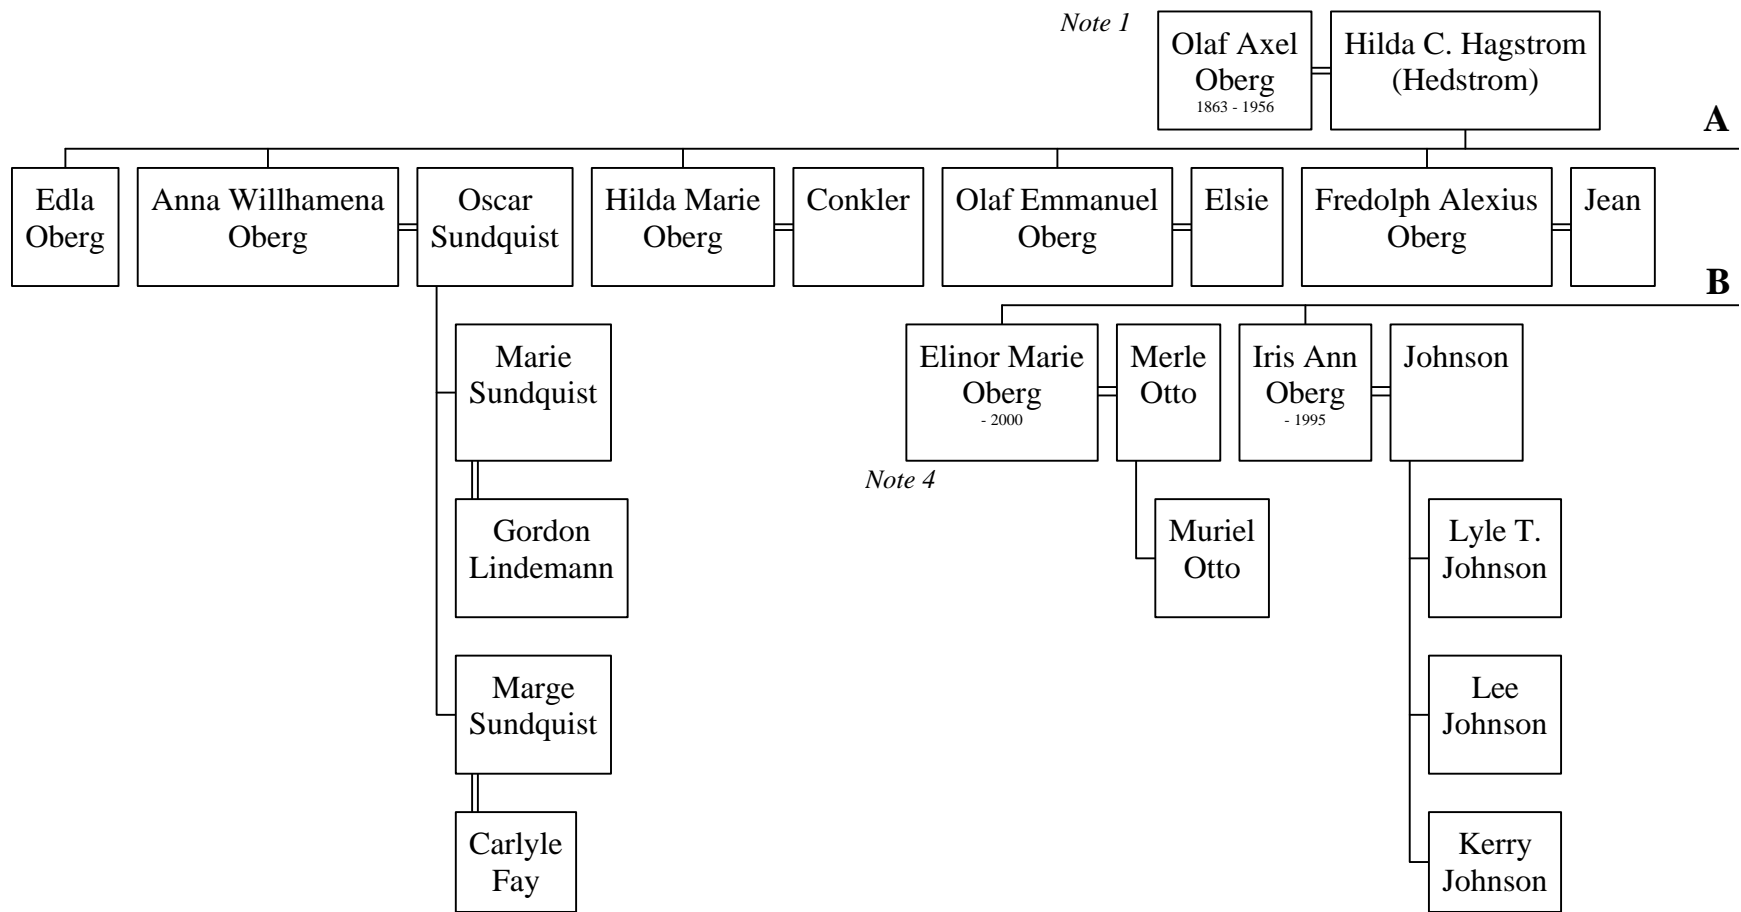 Note 1
Olaf Axel
Oberg
1863 - 1956
Hilda C. Hagstrom
(Hedstrom)
A
Edla
Oberg
Anna Willhamena
Oberg
Oscar
Sundquist
Hilda Marie
Oberg
Conkler
Olaf Emmanuel
Oberg
Elsie
Fredolph Alexius
Oberg
Jean
B
Marie
Sundquist
Elinor Marie
Oberg
- 2000
Merle
Otto
Iris Ann
Oberg
- 1995
Johnson
Note 4
Gordon
Lindemann
Muriel
Otto
Lyle T.
Johnson
Marge
Sundquist
Lee
Johnson
Carlyle
Fay
Kerry
Johnson